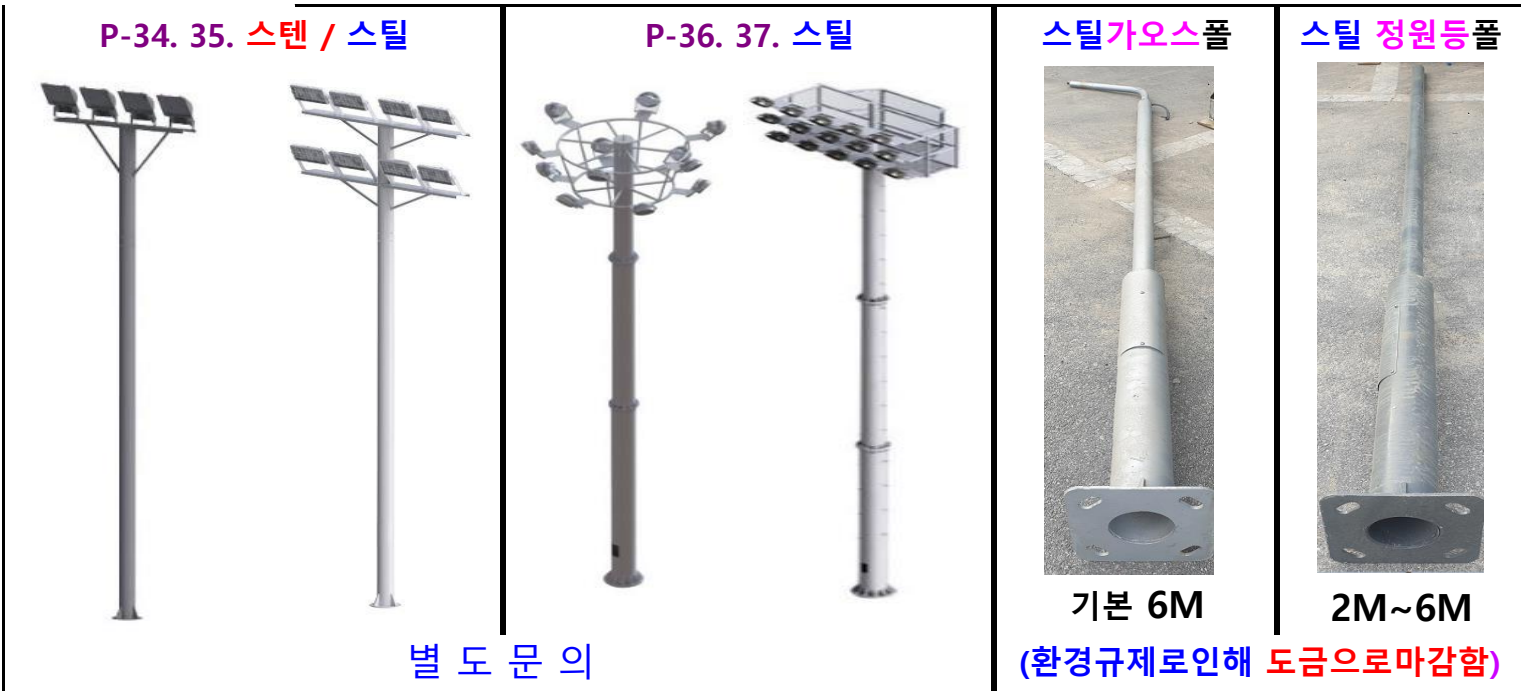 P-34. 35. 스텐 / 스틸
P-36. 37. 스틸
스틸가오스폴
스틸 정원등폴
기본 6M
2M~6M
별 도 문 의
(환경규제로인해 도금으로마감함)